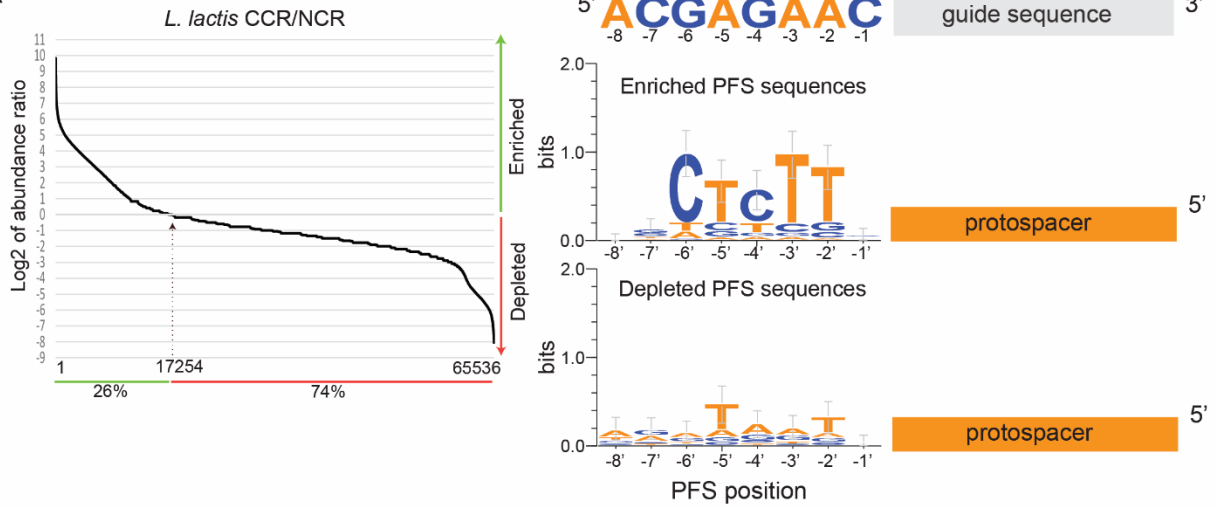 L. lactis CCR/NCR
Log2 of abundance ratio
11
10
9
8
7
6
5
4
3
2
1
0
-1
-2
-3
-4
-5
-6
-7
-8
-9
Enriched
Depleted
1
17254
65536
26%
74%
5' ACGAGAAC guide sequence 3'
-8 -7 -6 -5 -4 -3 -2 -1
Enriched PFS sequences
bits
2.0
1.0
0.0
CTCTT
-8' -7' -6' -5' -4' -3' -2' -1'
protospacer 5'
Depleted PFS sequences
bits
2.0
1.0
0.0
-8' -7' -6' -5' -4' -3' -2' -1'
protospacer 5'
PFS position